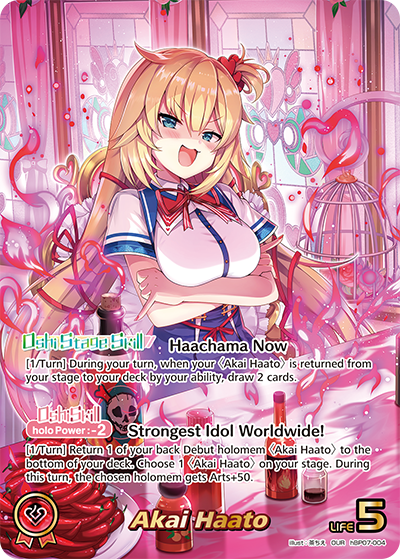 Oshi Stage Skill Haachama Now
[1/Turn] During your turn, when your 〈Akai Haato〉 is returned
from your stage to your deck by your ability, draw 2 cards.
Oshi Skill
holo Power:-2 Strongest Idol Worldwide!
[1/Turn] Return 1 of your back Debut holomem 〈Akai Haato〉 to the
bottom of your deck. Choose 1 〈Akai Haato〉 on your stage. During
this turn, the chosen holomem gets Arts+50.
Akai Haato
LIFE 5
illust 茶ちえ OUR hBP07-004